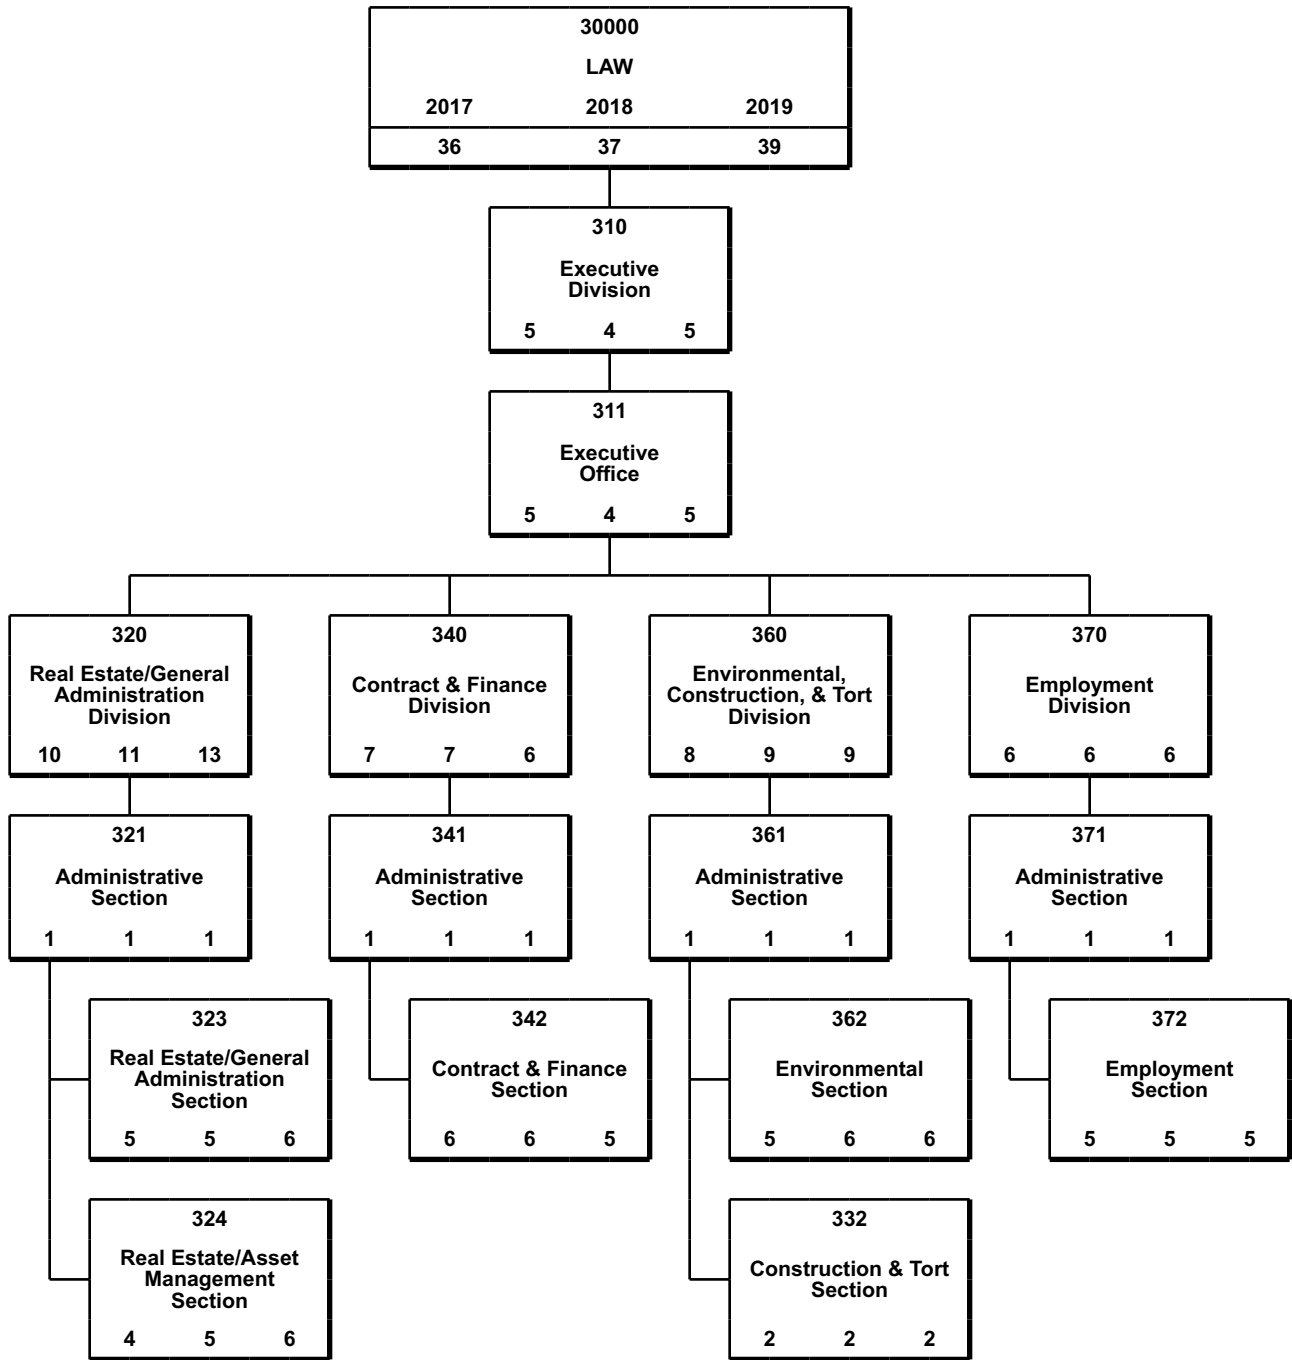 30000
LAW
2017 2018 2019
36 37 39
310
Executive
Division
5 4 5
311
Executive
Office
5 4 5
320
Real Estate/General
Administration
Division
10 11 13
340
Contract & Finance
Division
7 7 6
360
Environmental,
Construction, & Tort
Division
8 9 9
370
Employment
Division
6 6 6
321
Administrative
Section
1 1 1
341
Administrative
Section
1 1 1
361
Administrative
Section
1 1 1
371
Administrative
Section
1 1 1
323
Real Estate/General
Administration
Section
5 5 6
342
Contract & Finance
Section
6 6 5
362
Environmental
Section
5 6 6
372
Employment
Section
5 5 5
324
Real Estate/Asset
Management
Section
4 5 6
332
Construction & Tort
Section
2 2 2